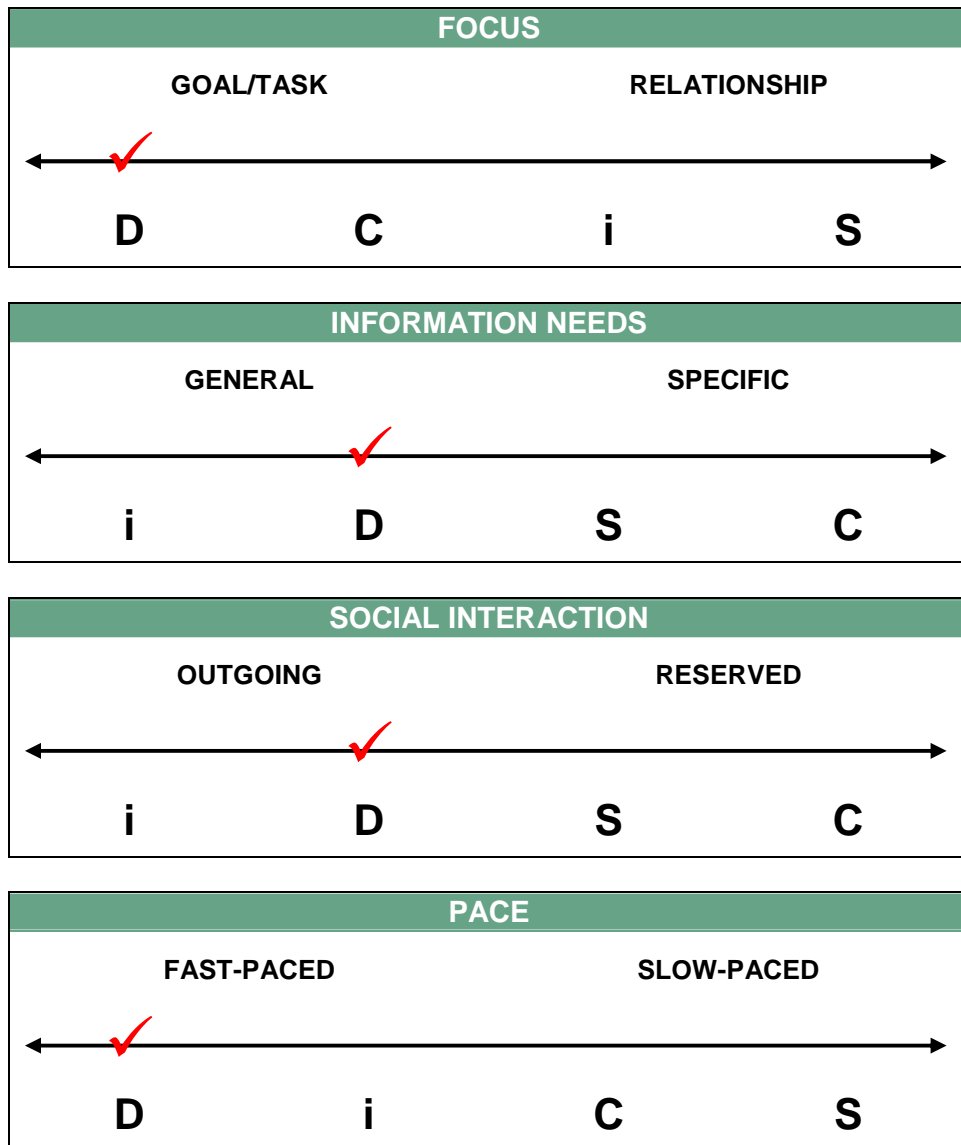 FOCUS
GOAL/TASK RELATIONSHIP
D C i S
INFORMATION NEEDS
GENERAL SPECIFIC
i D S C
SOCIAL INTERACTION
OUTGOING RESERVED
i D S C
PACE
FAST-PACED SLOW-PACED
D i C S